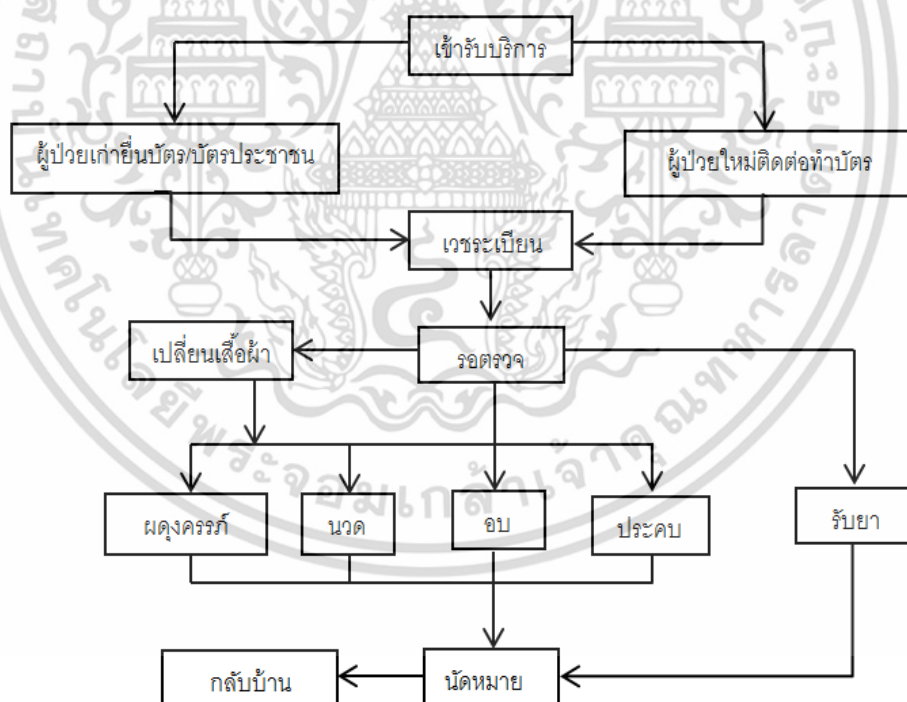 เข้ารับบริการ
ผู้ป่วยเก่ายื่นบัตร/บัตรประชาชน
ผู้ป่วยใหม่ติดต่อทำบัตร
เวชระเบียน
เปลี่ยนเสื้อผ้า
รอตรวจ
ผดุงครรภ์
นวด
อบ
ประคบ
รับยา
กลับบ้าน
นัดหมาย